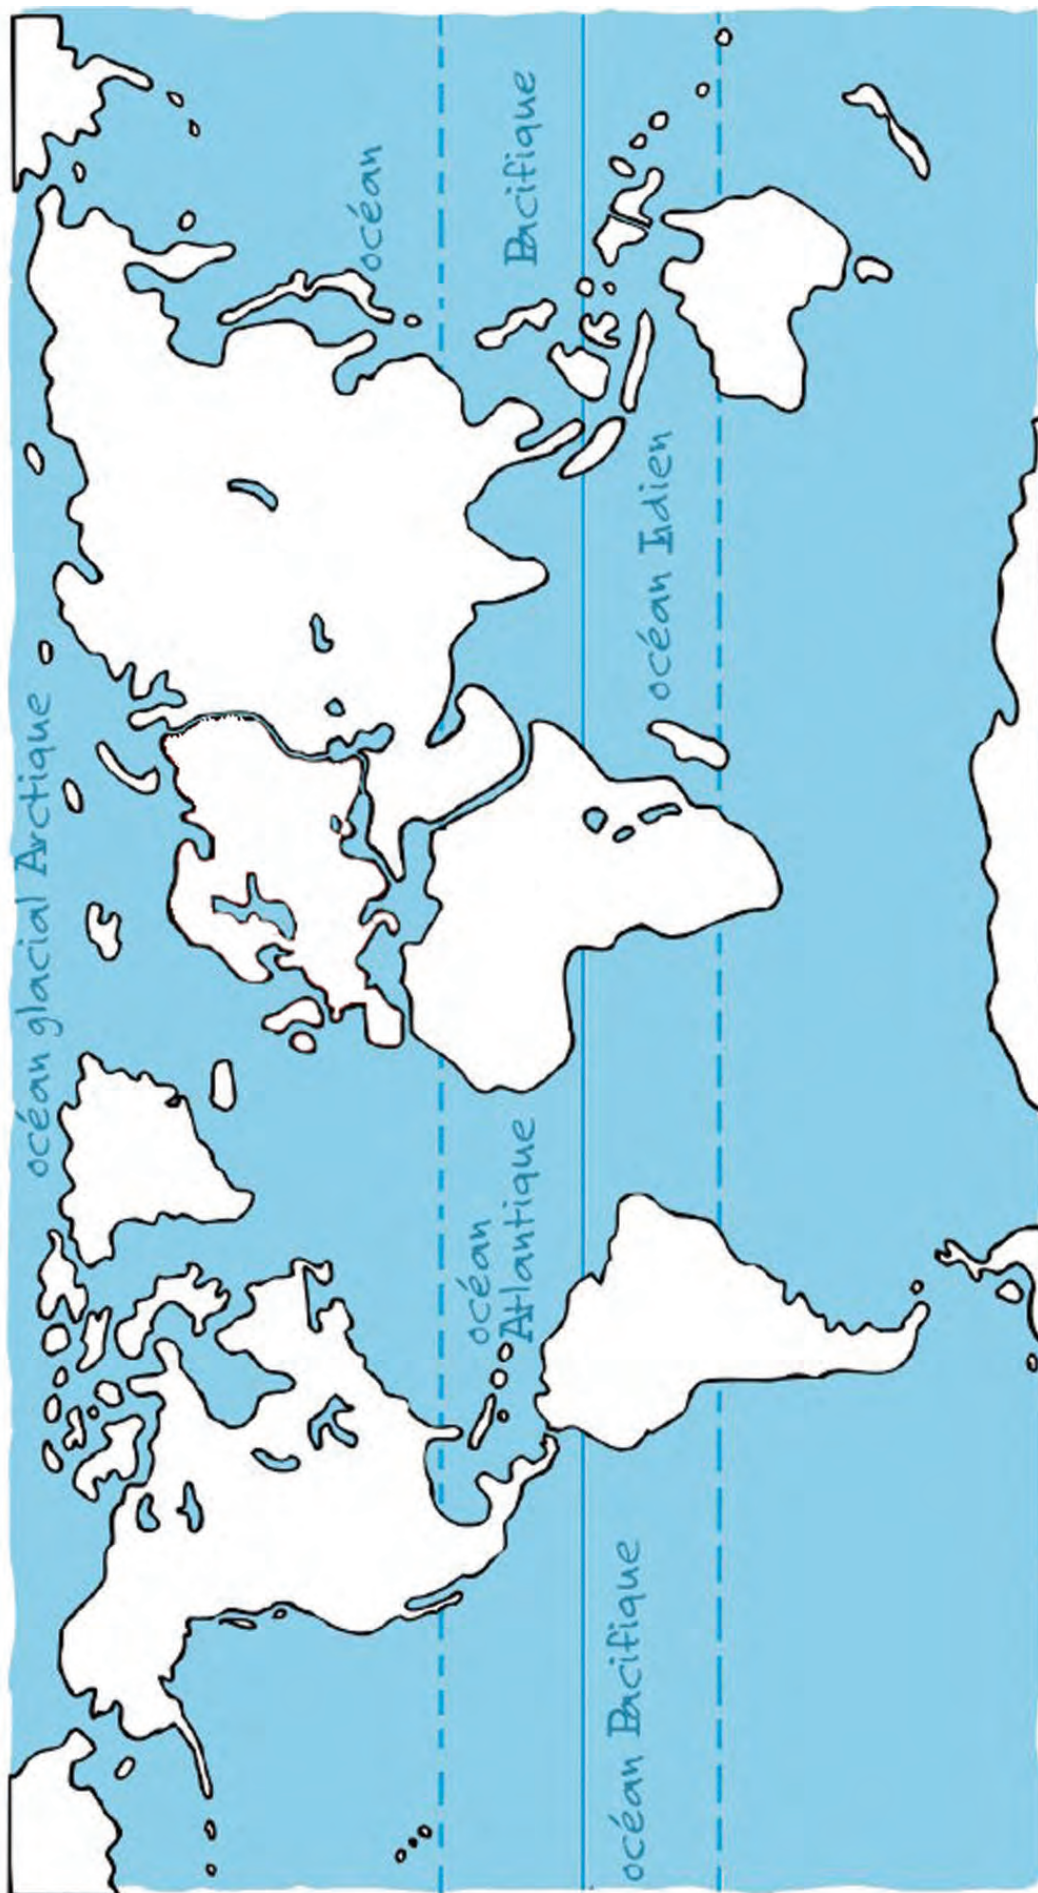 océan glacial Arctique
océan
Pacifique
océan Indien
océan
Atlantique
océan Pacifique